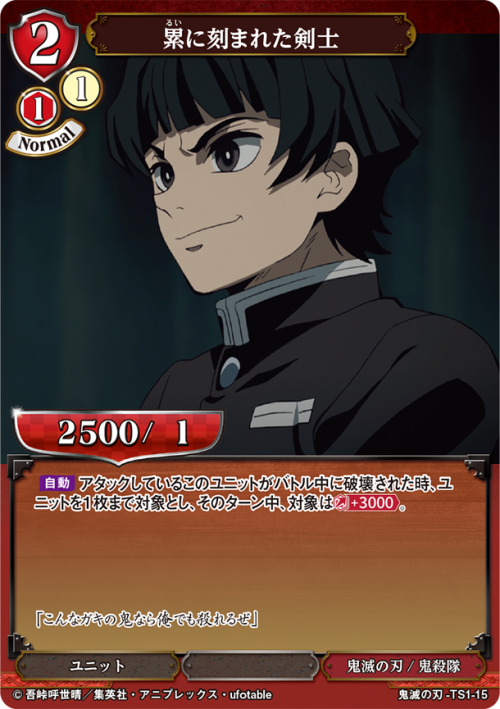 2
るい
累に刻まれた剣士
1
1
Normal
2500/ 1
自動 アタックしているこのユニットがバトル中に破壊された時、ユ
ニットを1枚まで対象とし、そのターン中、対象は+3000。
「こんなガキの鬼なら俺でも殺れるぜ」
ユニット
鬼滅の刃 / 鬼殺隊
© 吾峠呼世晴／集英社・アニプレックス・ufotable
鬼滅の刃 -TS1-15